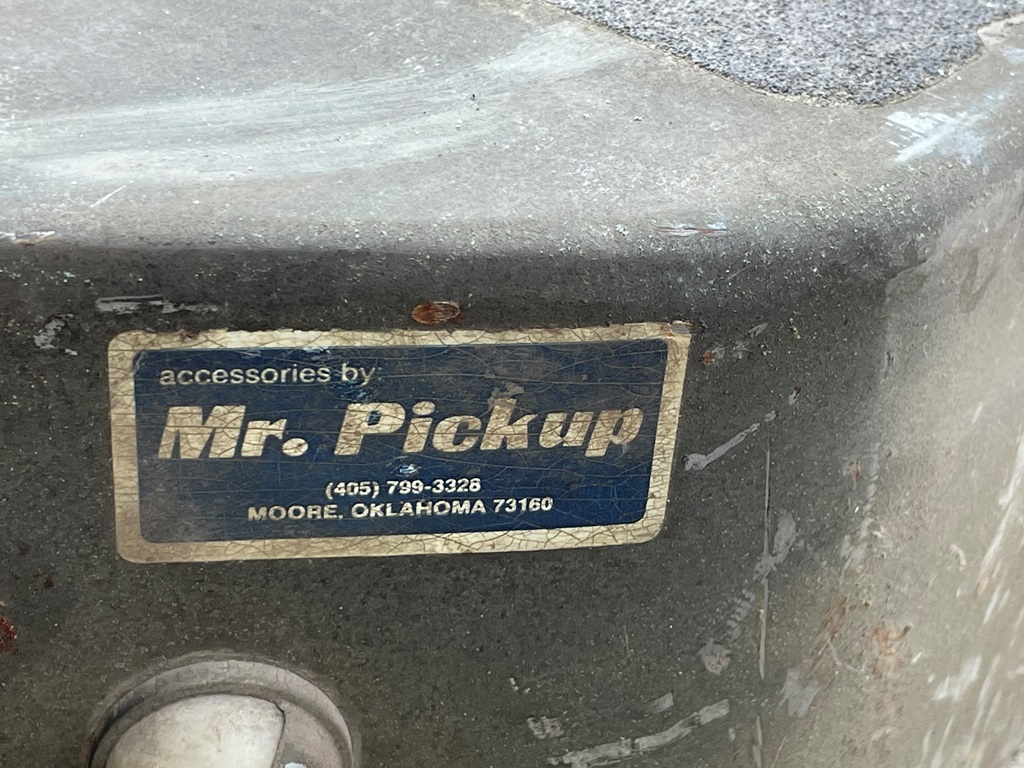 accessories by:
Mr. Pickup
(405) 799-3328
MOORE, OKLAHOMA 73160